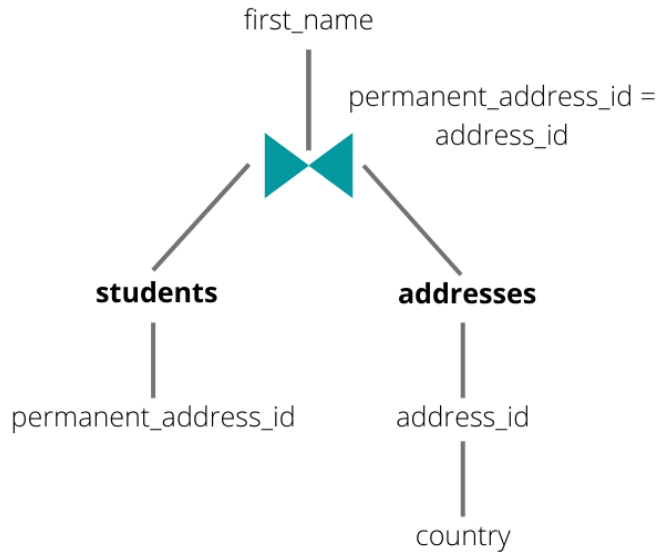 first_name
permanent_address_id =
address_id
students
addresses
permanent_address_id
address_id
country